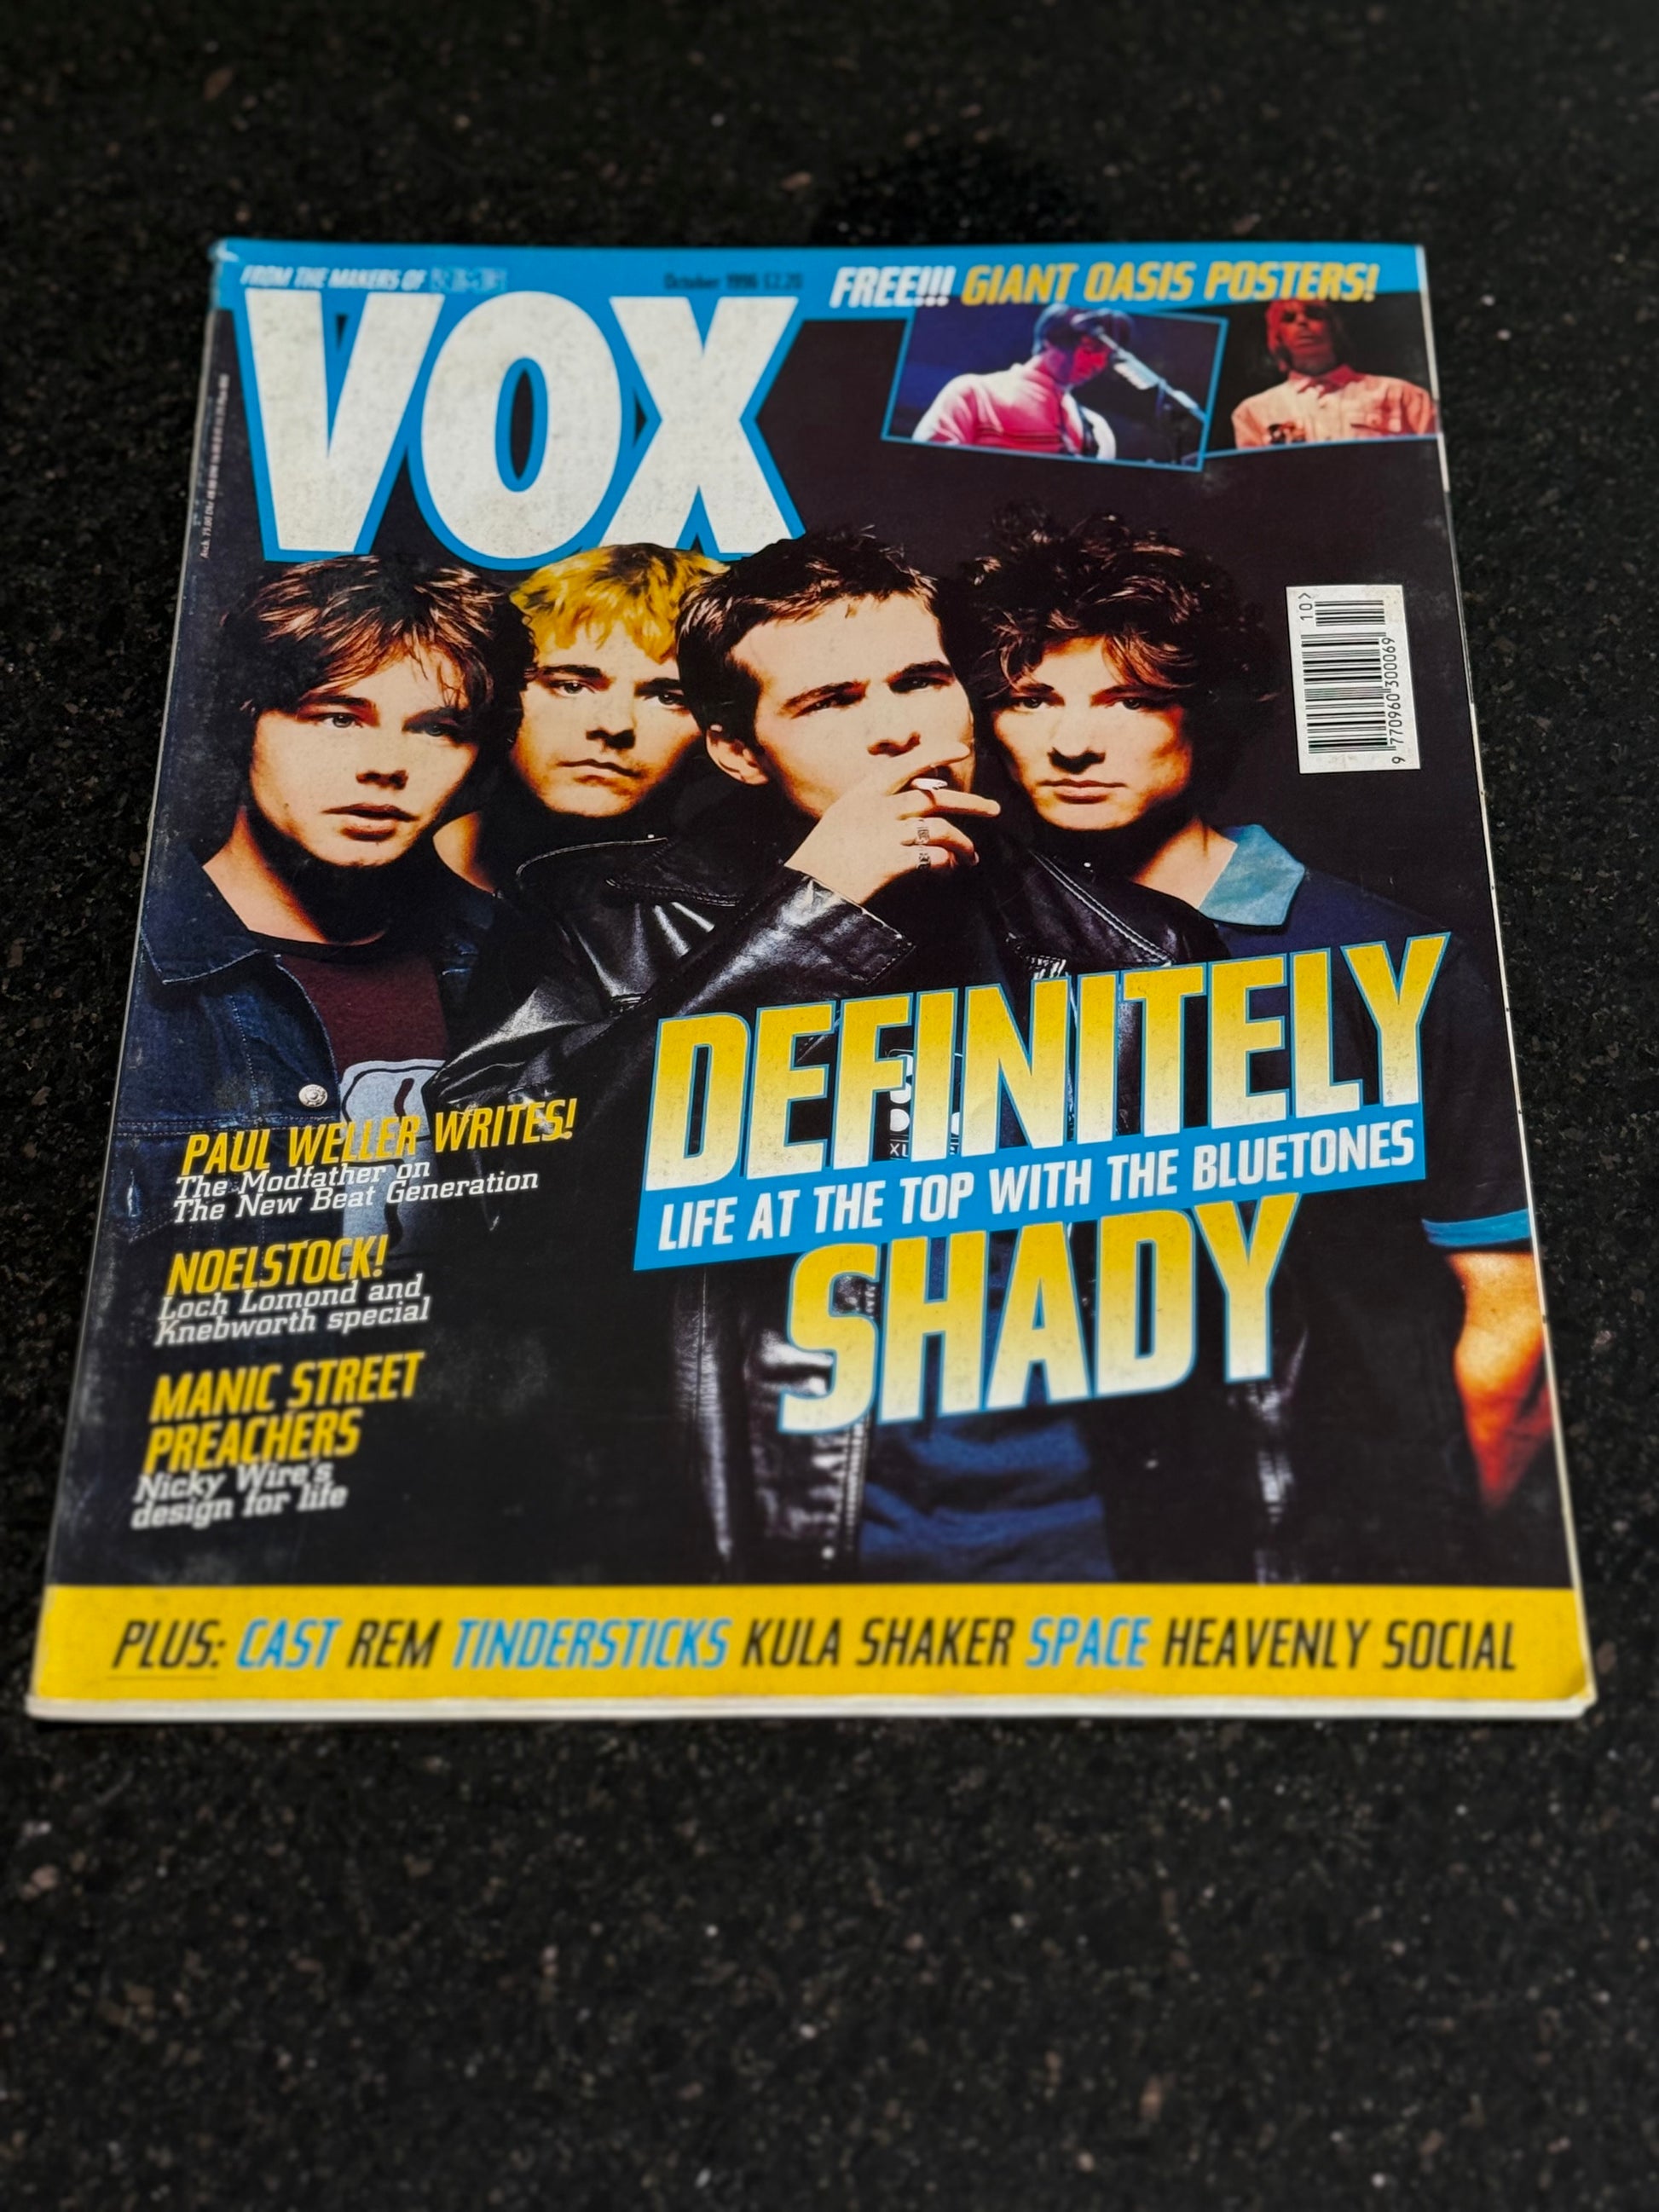 FROM THE MAKERS OF NME
October 1996 £2.20
FREE!!! GIANT OASIS POSTERS!
VOX
10>
9 770960 300069
DEFINITELY
LIFE AT THE TOP WITH THE BLUETONES
SHADY
PAUL WELLER WRITES!
The Modfather on
The New Beat Generation
NOELSTOCK!
Loch Lomond and
Knebworth special
MANIC STREET
PREACHERS
Nicky Wire's
design for life
PLUS: CAST REM TINDERSTICKS KULA SHAKER SPACE HEAVENLY SOCIAL